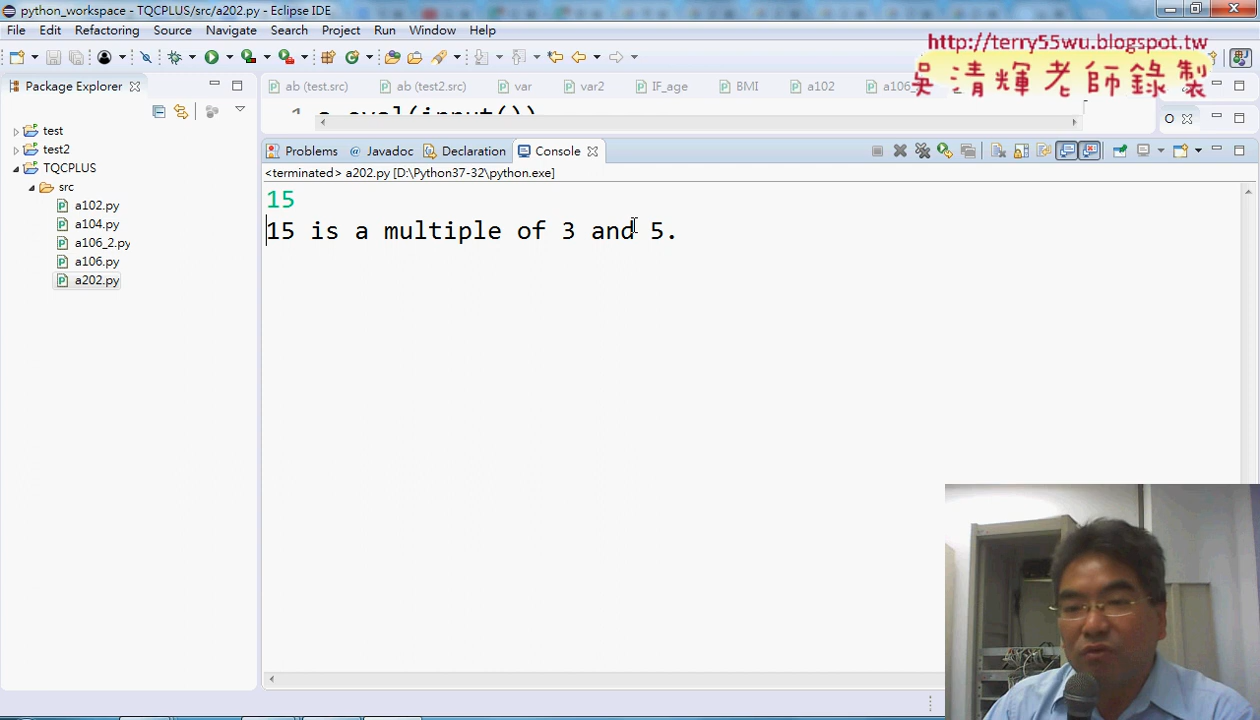 python_workspace - TQCPLUS/src/a202.py - Eclipse IDE
File Edit Refactoring Source Navigate Search Project Run Window Help
http://terry55wu.blogspot.tw
吳清輝老師錄製
Package Explorer
ab (test.src) ab (test2.src) var var2 IF_age BMI a102 a106_
test
test2
TQCPLUS
src
a102.py
a104.py
a106_2.py
a106.py
a202.py
Problems @ Javadoc Declaration Console
<terminated> a202.py [D:\Python37-32\python.exe]
15
15 is a multiple of 3 and 5.